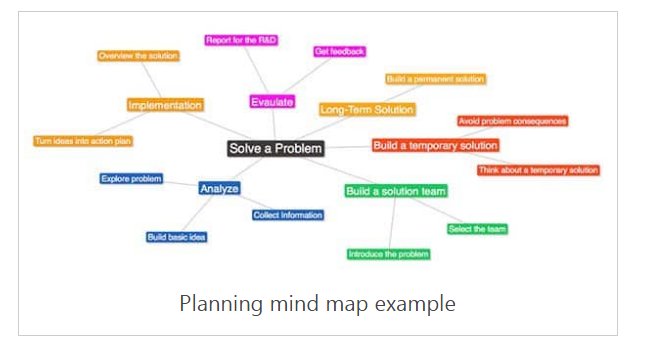 Report for the R&D
Get feedback
Overview the solution
Build a permanent solution
Implementation
Evaulate
Long-Term Solution
Avoid problem consequences
Turn ideas into action plan
Solve a Problem
Build a temporary solution
Think about a temporary solution
Explore problem
Analyze
Build a solution team
Collect Information
Select the team
Build basic idea
Introduce the problem
Planning mind map example